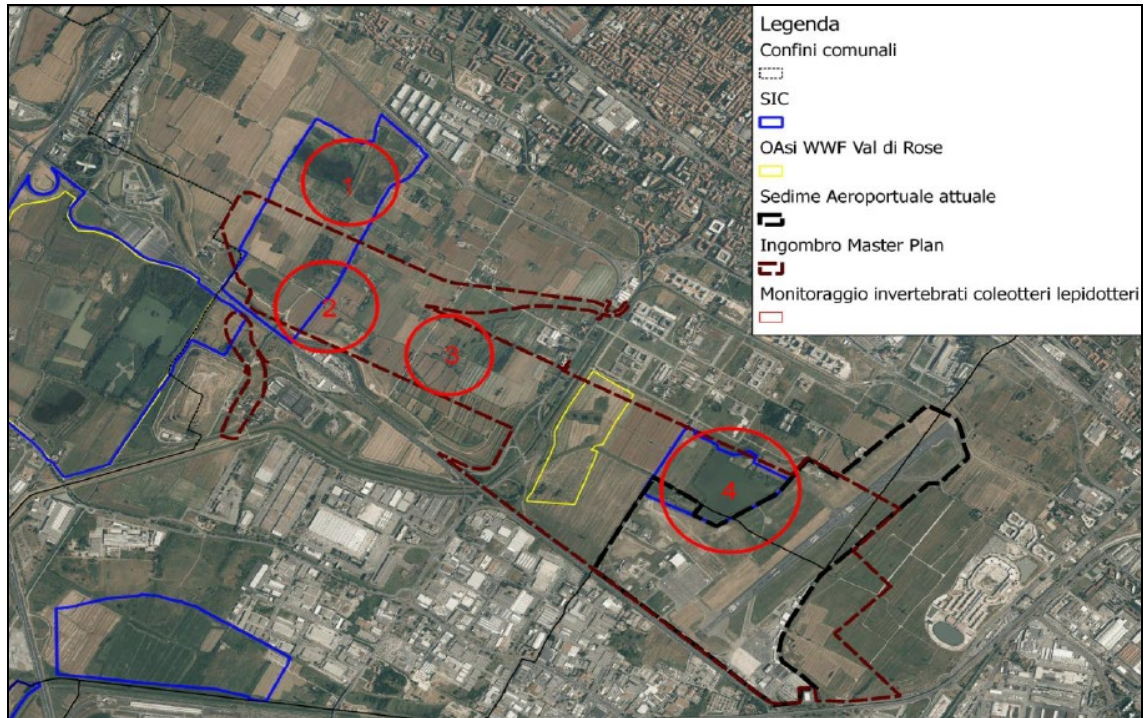 Legenda
Confini comunali
SIC
OAsi WWF Val di Rose
Sedime Aeroportuale attuale
Ingombro Master Plan
Monitoraggio invertebrati coleotteri lepidotteri
1
2
3
4